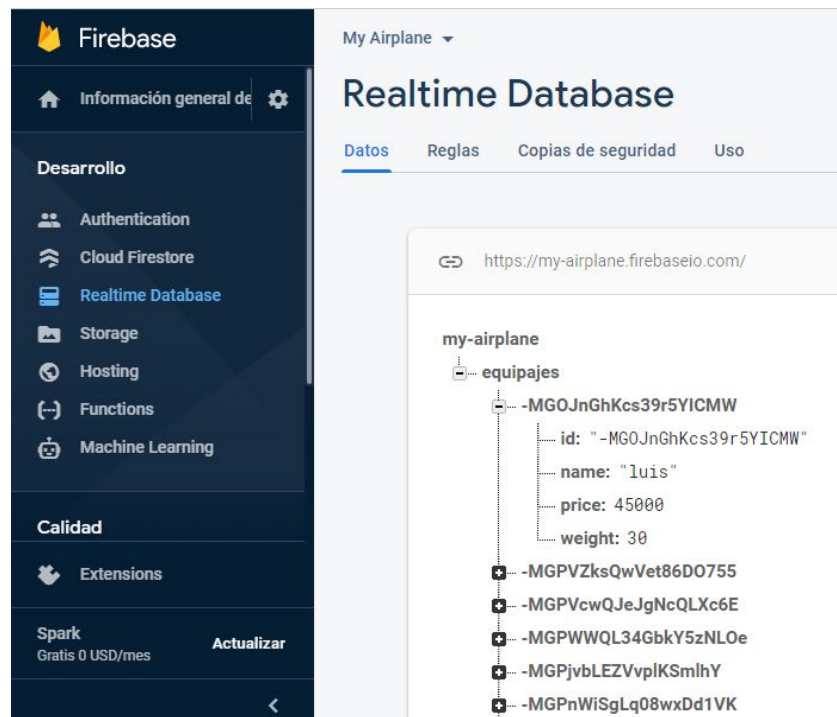 Firebase
Información general de
Desarrollo
Authentication
Cloud Firestore
Realtime Database
Storage
Hosting
Functions
Machine Learning
Calidad
Extensions
Spark
Gratis 0 USD/mes
Actualizar
My Airplane
Realtime Database
Datos Reglas Copias de seguridad Uso
https://my-airplane.firebaseio.com/
my-airplane
equipajes
-MGOJnGhKcs39r5YICMW
id: "-MGOJnGhKcs39r5YICMW"
name: "luis"
price: 45000
weight: 30
-MGPVZksQwVet86DO755
-MGPVcwQJeJgNcQLXc6E
-MGPWWQL34GbkY5zNLOe
-MGPjvbLEZVvplKSmlhY
-MGPnWiSgLq08wxDd1VK